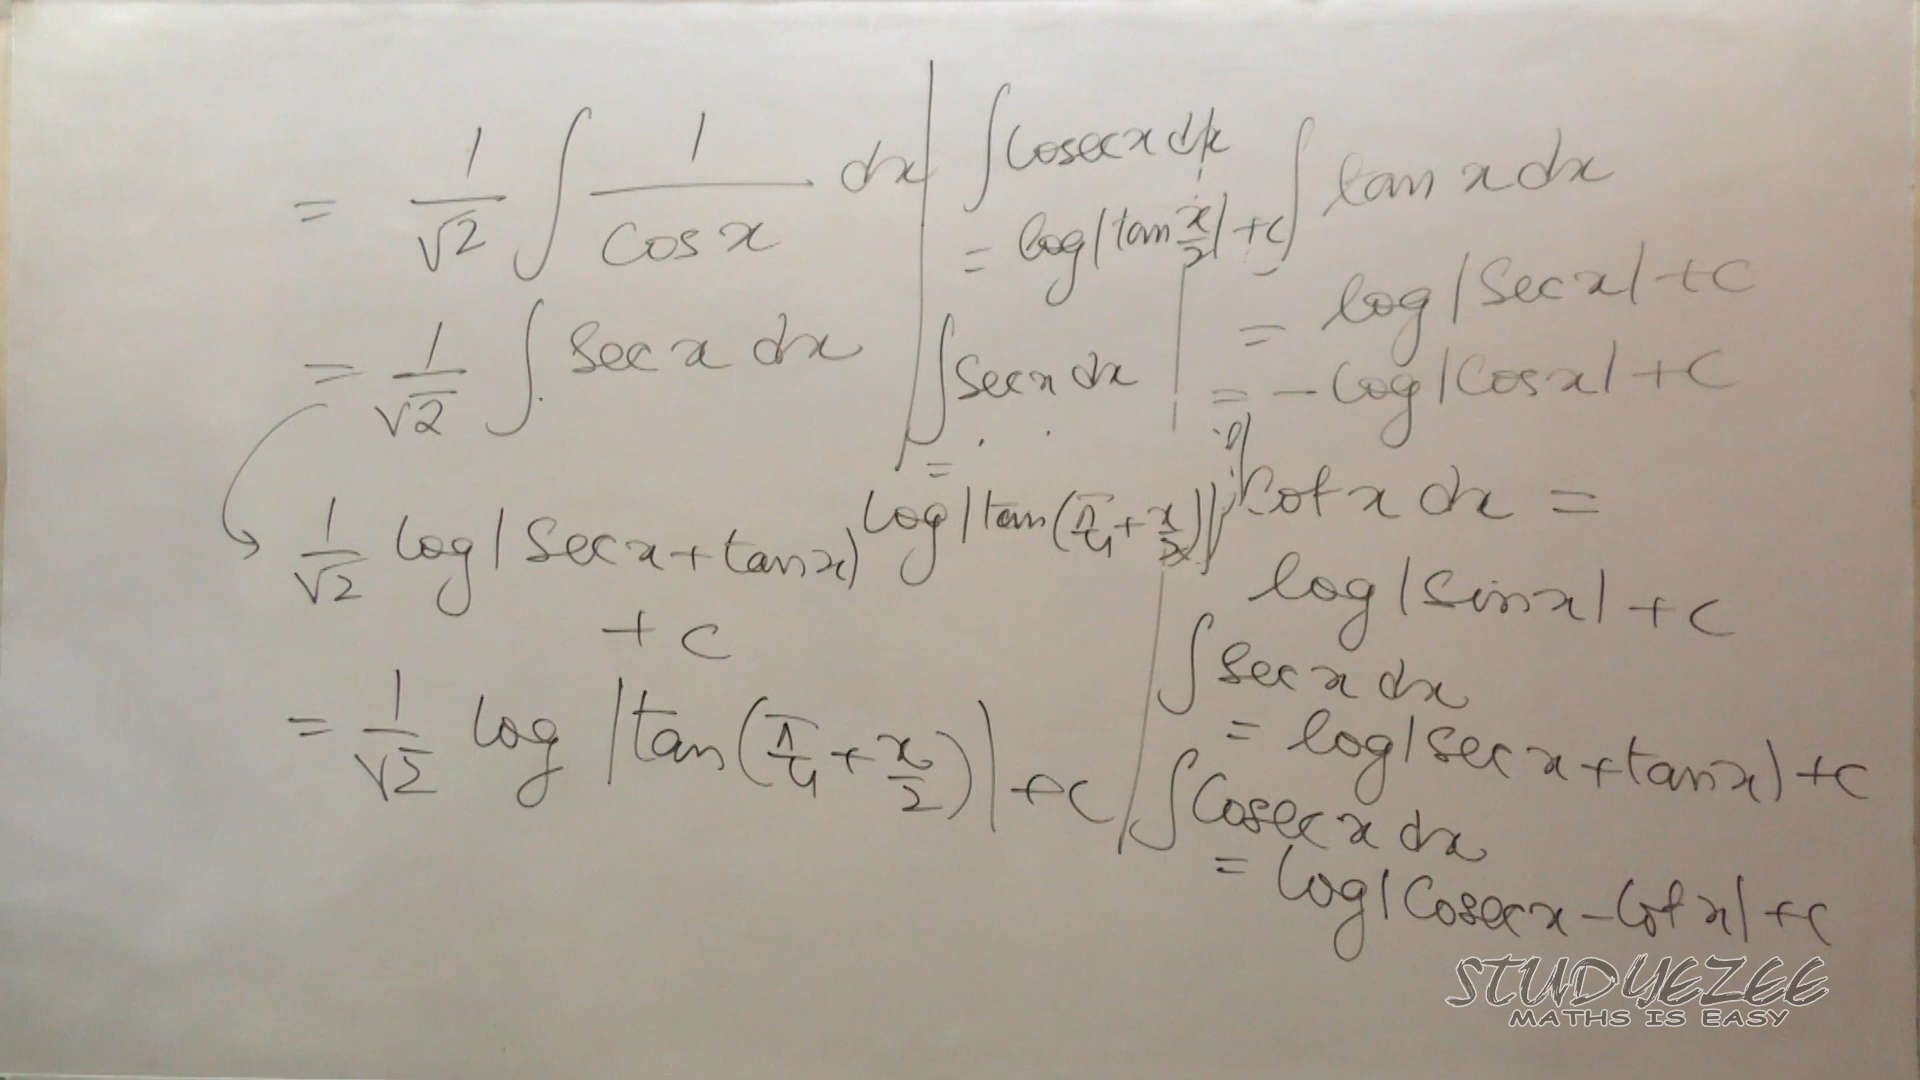 = 1/√2 ∫ 1/cos x dx
= 1/√2 ∫ Sec x dx
1/√2 log|Sec x + tan x|
+ c
= 1/√2 log |tan(π/4 + x/2)| + c
∫ Cosec x dx
= log|tan x/2| + c
∫ Sec x dx
=
log|tan(π/4 + x/2)|
∫ tan x dx
= log|Sec x| + c
= - log|Cos x| + c
∫ Cot x dx =
log|Sin x| + c
∫ Sec x dx
= log|Sec x + tan x| + c
∫ Cosec x dx
= log|Cosec x - Cot x| + c
STUDYEZEE
MATHS IS EASY